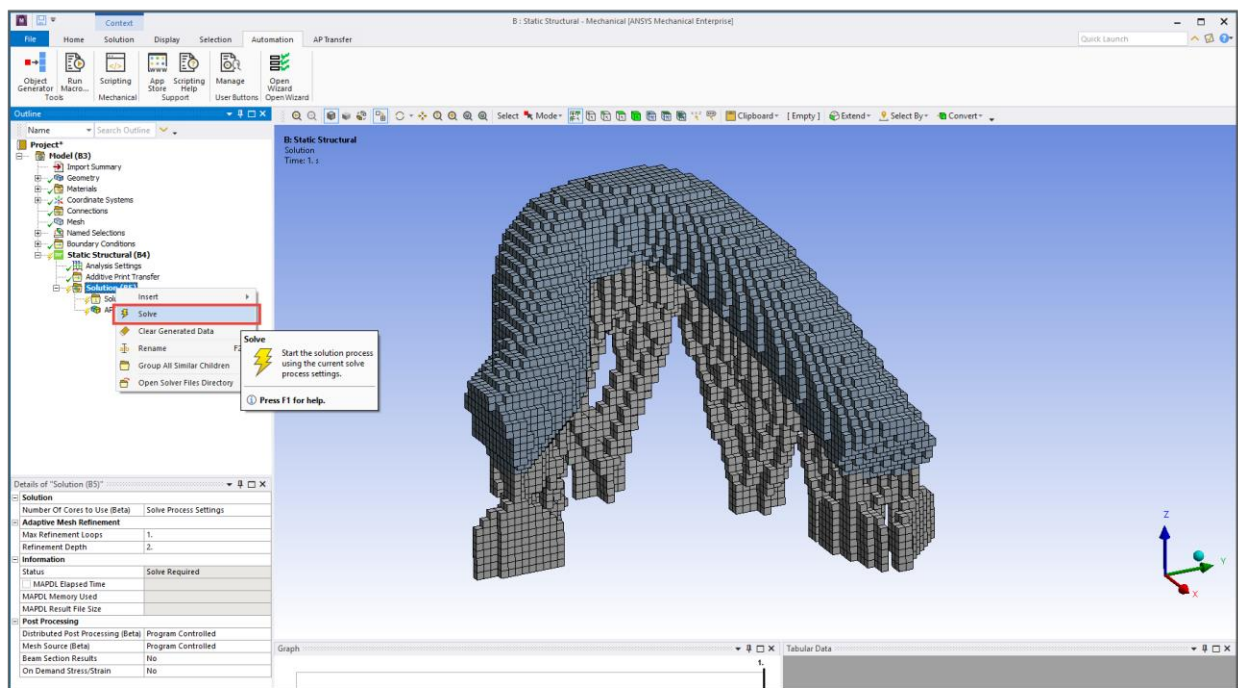 Context
B : Static Structural - Mechanical [ANSYS Mechanical Enterprise]
File Home Solution Display Selection Automation AP Transfer
Quick Launch
Object Generator
Run Macro...
Scripting
App Store
Scripting Help
Manage
Open Wizard
Tools Mechanical Support User Buttons Open Wizard
Outline
Name Search Outline
Select Mode Clipboard [Empty] Extend Select By Convert
Project*
Model (B3)
Import Summary
Geometry
Materials
Coordinate Systems
Connections
Mesh
Named Selections
Boundary Conditions
Static Structural (B4)
Analysis Settings
Additive Print Transfer
Solution (B5)
Sol
AP
Insert
Solve
Clear Generated Data
Rename F2
Group All Similar Children
Open Solver Files Directory
Solve
Start the solution process
using the current solve
process settings.
Press F1 for help.
B: Static Structural
Solution
Time: 1. s
Z
Y
X
Details of "Solution (B5)"
Solution
Number Of Cores to Use (Beta) Solve Process Settings
Adaptive Mesh Refinement
Max Refinement Loops 1.
Refinement Depth 2.
Information
Status Solve Required
MAPDL Elapsed Time
MAPDL Memory Used
MAPDL Result File Size
Post Processing
Distributed Post Processing (Beta) Program Controlled
Mesh Source (Beta) Program Controlled
Beam Section Results No
On Demand Stress/Strain No
Graph
1.
Tabular Data